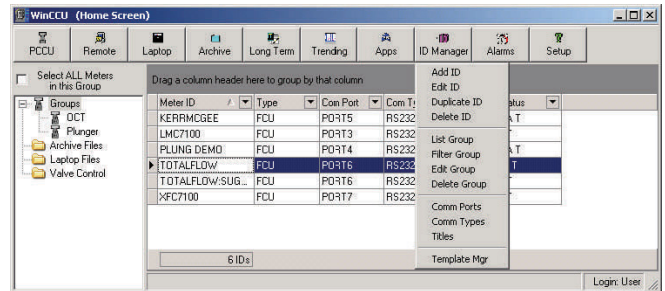 WinCCU (Home Screen)
PCCU Remote Laptop Archive Long Term Trending Apps ID Manager Alarms Setup
Select ALL Meters
in this Group
Drag a column header here to group by that column
Groups
OCT
Plunger
Archive Files
Laptop Files
Valve Control
Meter ID Type Com Port Com Ty atus
KERRMCGEE FCU PORT5 RS232 A T
LMC7100 FCU PORT3 RS232
PLUNG DEMO FCU PORT4 RS232 A T
TOTALFLOW FCU PORT6 RS232 T
TOTALFLOW:SUG... FCU PORT6 RS232
XFC7100 FCU PORT7 RS232
6 IDs
Add ID
Edit ID
Duplicate ID
Delete ID
List Group
Filter Group
Edit Group
Delete Group
Comm Ports
Comm Types
Titles
Template Mgr
Login: User